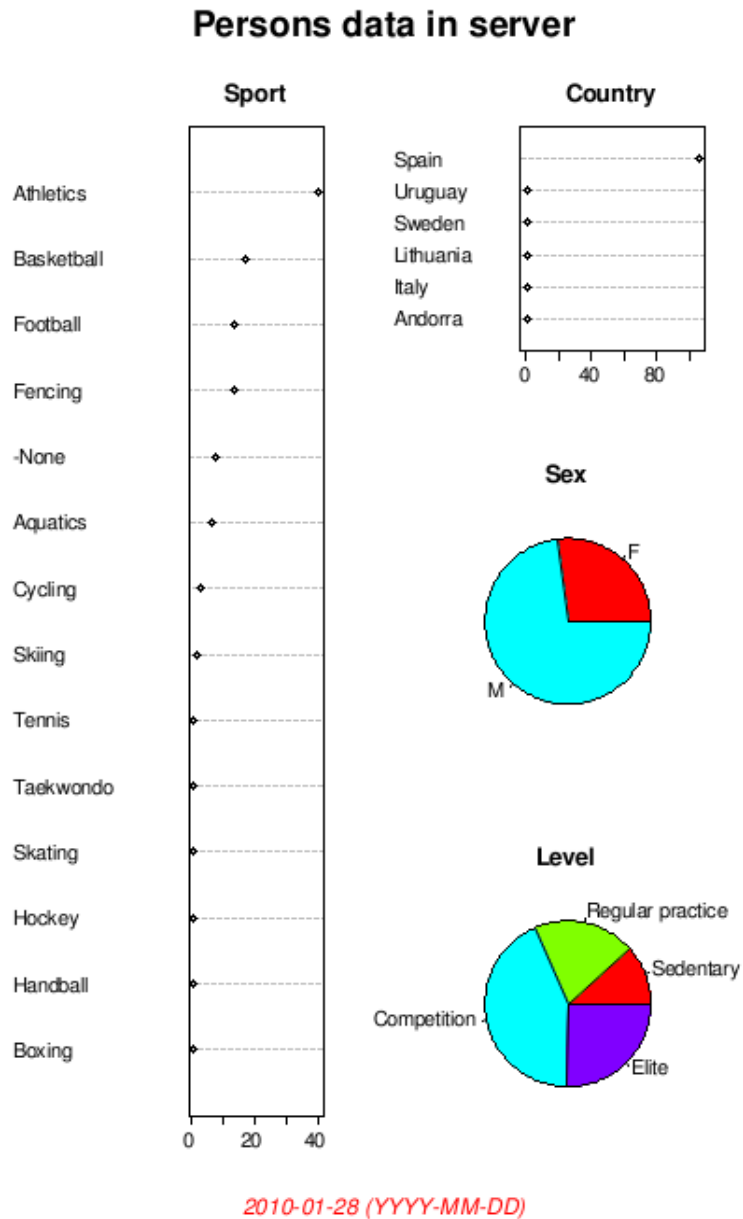 Persons data in server
Sport
Athletics
Basketball
Football
Fencing
-None
Aquatics
Cycling
Skiing
Tennis
Taekwondo
Skating
Hockey
Handball
Boxing
0 20 40
Country
Spain
Uruguay
Sweden
Lithuania
Italy
Andorra
0 40 80
Sex
F
M
Level
Regular practice
Sedentary
Competition
Elite
2010-01-28 (YYYY-MM-DD)